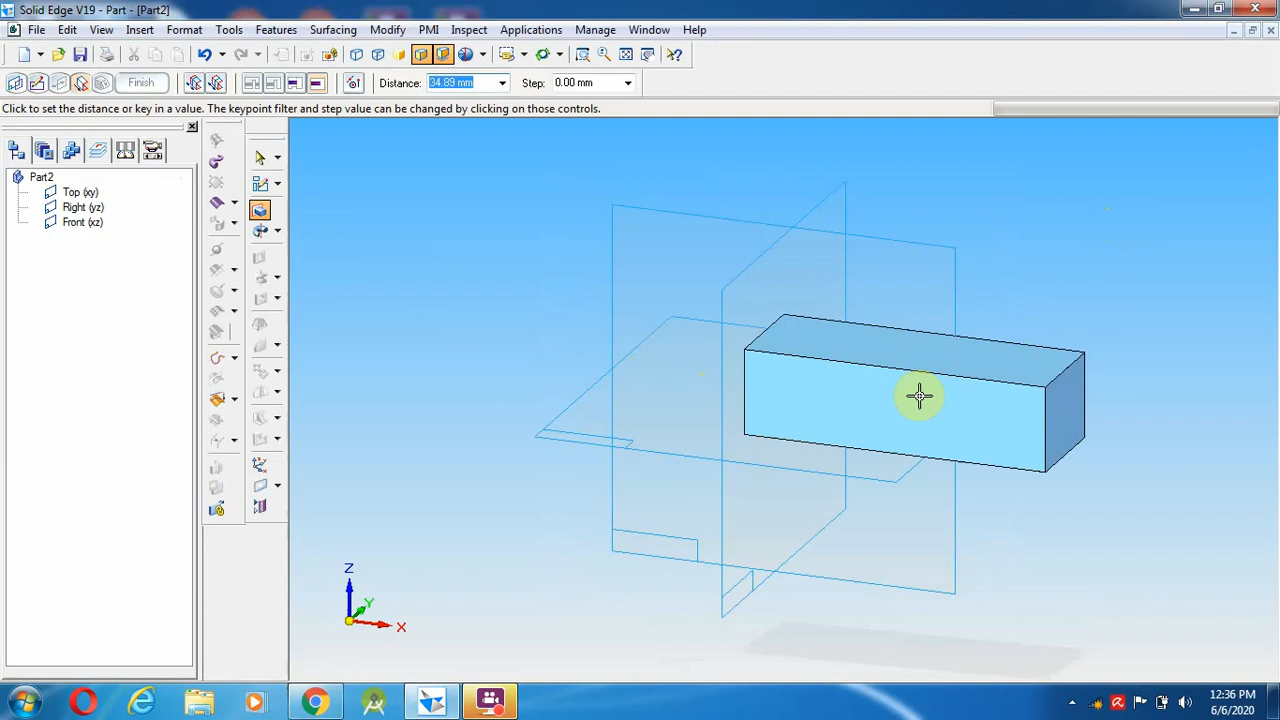 Solid Edge V19 - Part - [Part2]
File Edit View Insert Format Tools Features Surfacing Modify PMI Inspect Applications Manage Window Help
Finish Distance: 34.89 mm Step: 0.00 mm
Click to set the distance or key in a value. The keypoint filter and step value can be changed by clicking on those controls.
Part2
Top (xy)
Right (yz)
Front (xz)
Z
Y
X
12:36 PM
6/6/2020